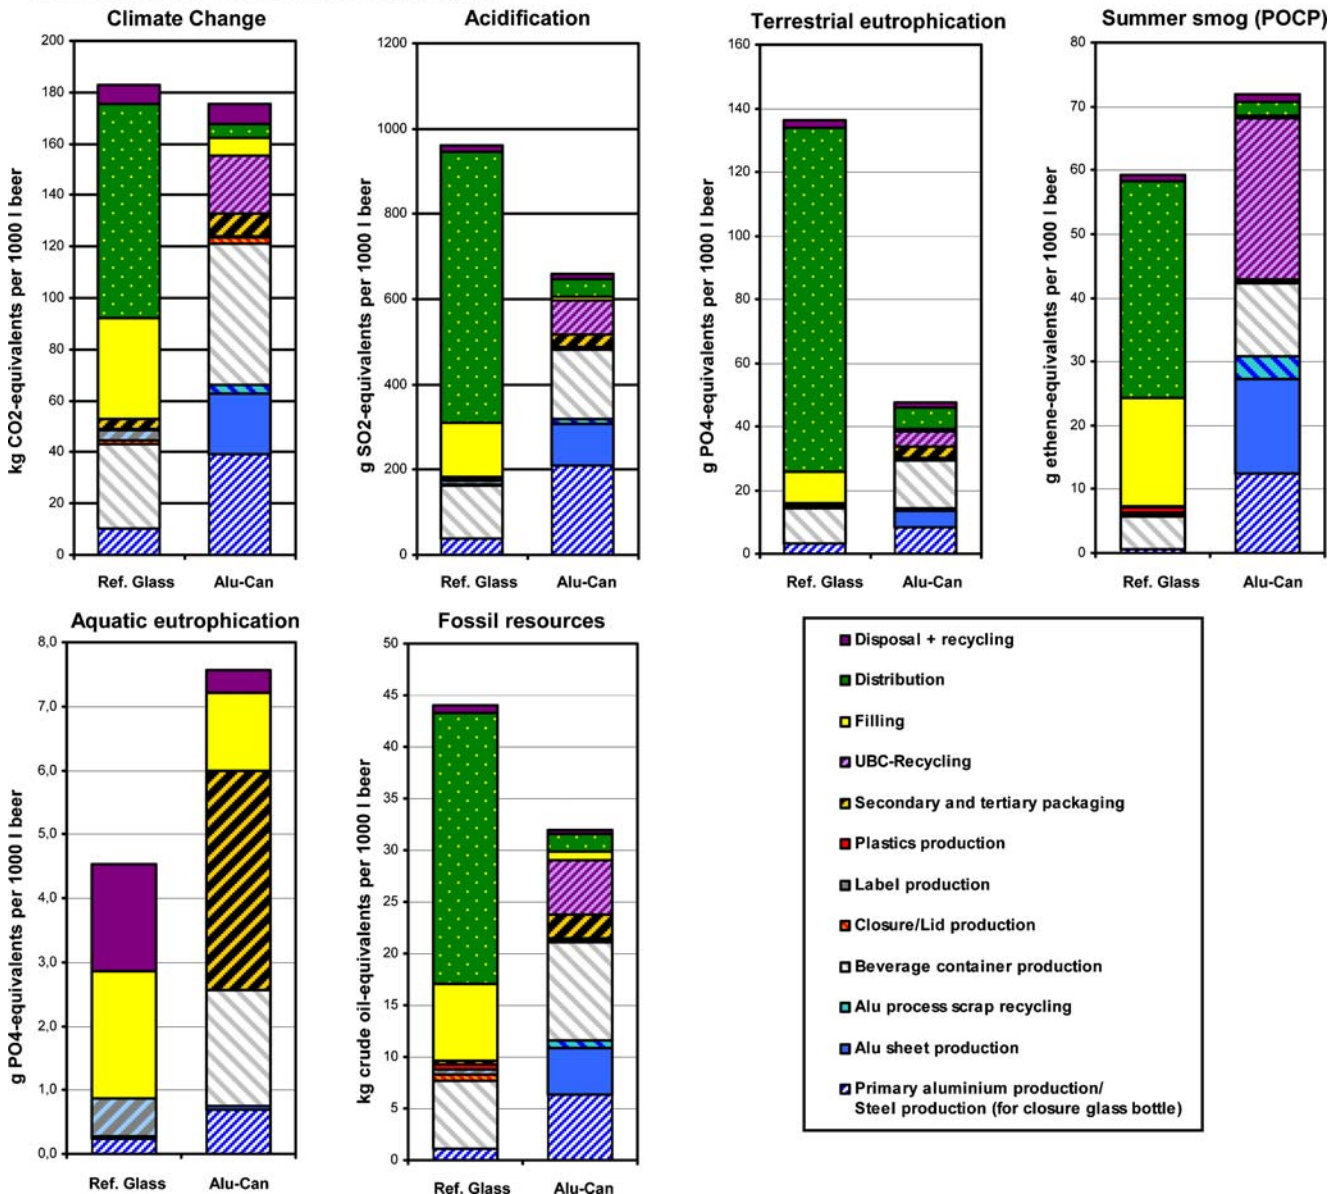 Climate Change
kg CO2-equivalents per 1000 l beer
200
180
160
140
120
100
80
60
40
20
0
Ref. Glass Alu-Can
Acidification
g SO2-equivalents per 1000 l beer
1200
1000
800
600
400
200
0
Ref. Glass Alu-Can
Terrestrial eutrophication
g PO4-equivalents per 1000 l beer
160
140
120
100
80
60
40
20
0
Ref. Glass Alu-Can
Summer smog (POCP)
g ethene-equivalents per 1000 l beer
80
70
60
50
40
30
20
10
0
Ref. Glass Alu-Can
Aquatic eutrophication
g PO4-equivalents per 1000 l beer
8,0
7,0
6,0
5,0
4,0
3,0
2,0
1,0
0,0
Ref. Glass Alu-Can
Fossil resources
kg crude oil-equivalents per 1000 l beer
50
45
40
35
30
25
20
15
10
5
0
Ref. Glass Alu-Can
Disposal + recycling
Distribution
Filling
UBC-Recycling
Secondary and tertiary packaging
Plastics production
Label production
Closure/Lid production
Beverage container production
Alu process scrap recycling
Alu sheet production
Primary aluminium production/
Steel production (for closure glass bottle)